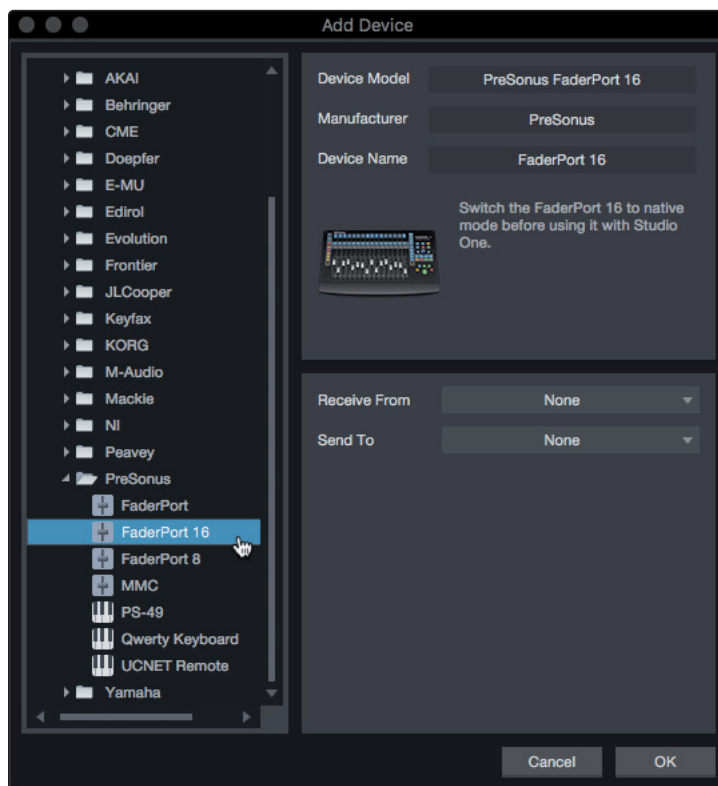 Add Device
AKAI
Behringer
CME
Doepfer
E-MU
Edirol
Evolution
Frontier
JLCooper
Keyfax
KORG
M-Audio
Mackie
NI
Peavey
PreSonus
FaderPort
FaderPort 16
FaderPort 8
MMC
PS-49
Qwerty Keyboard
UCNET Remote
Yamaha
Device Model PreSonus FaderPort 16
Manufacturer PreSonus
Device Name FaderPort 16
Switch the FaderPort 16 to native
mode before using it with Studio
One.
Receive From None
Send To None
Cancel OK